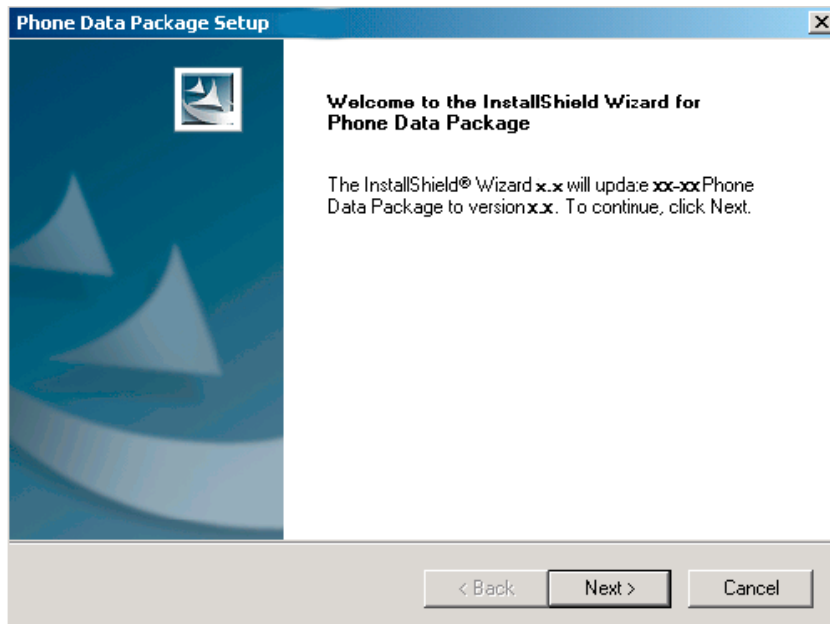 Phone Data Package Setup
Welcome to the InstallShield Wizard for
Phone Data Package
The InstallShield® Wizard x.x will upda:e xx-xx Phone
Data Package to version x.x. To continue, click Next.
< Back
Next >
Cancel